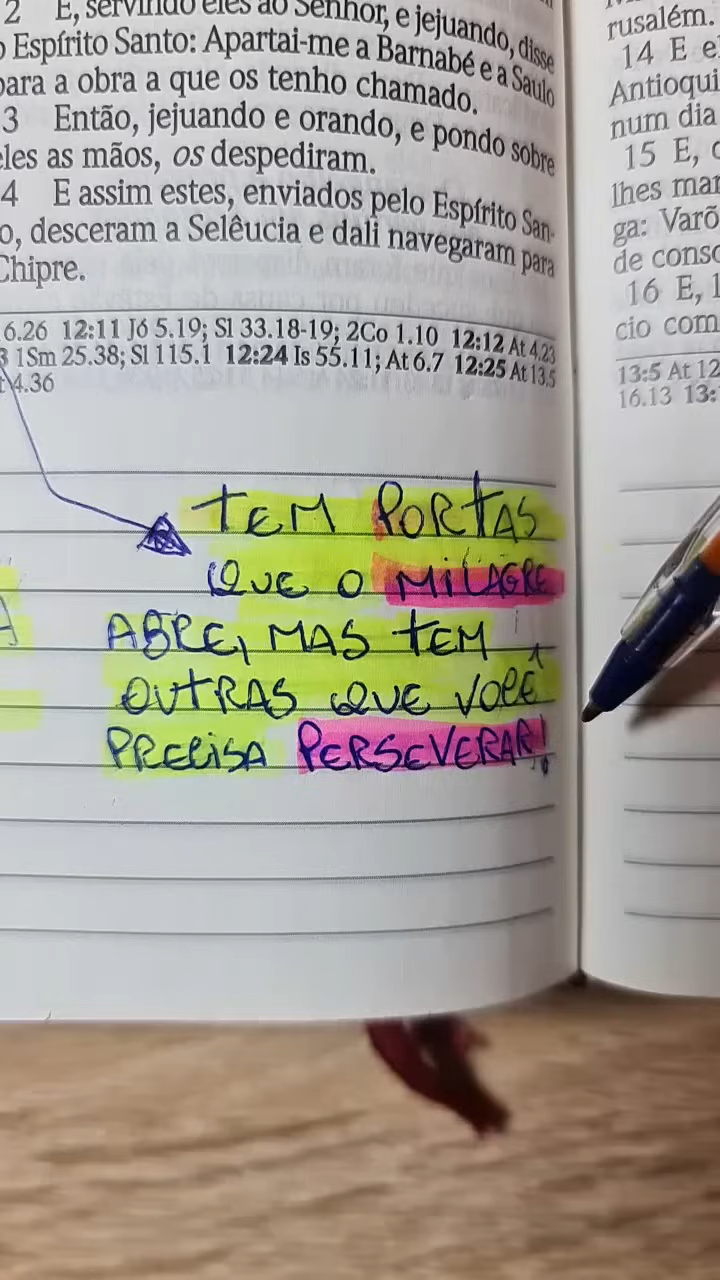 2 E, servindo eles ao Senhor, e jejuando, disse
o Espírito Santo: Apartai-me a Barnabé e a Saulo
para a obra a que os tenho chamado.
3 Então, jejuando e orando, e pondo sobre
eles as mãos, os despediram.
4 E assim estes, enviados pelo Espírito San-
o, desceram a Selêucia e dali navegaram para
Chipre.
6.26 12:11 Jó 5.19; Sl 33.18-19; 2Co 1.10 12:12 At 4.23
3 1Sm 25.38; Sl 115.1 12:24 Is 55.11; At 6.7 12:25 At 13.5
t 4.36
TEM PORTAS
QUE O MILAGRE
ABRE, MAS TEM
OUTRAS QUE VOCÊ
PRECISA PERSEVERAR!
A
rusalém.
14 E e
Antioqui
num dia
15 E, 
lhes mar
ga: Varõ
de conso
16 E, 
cio com
13:5 At 12
16.13 13: